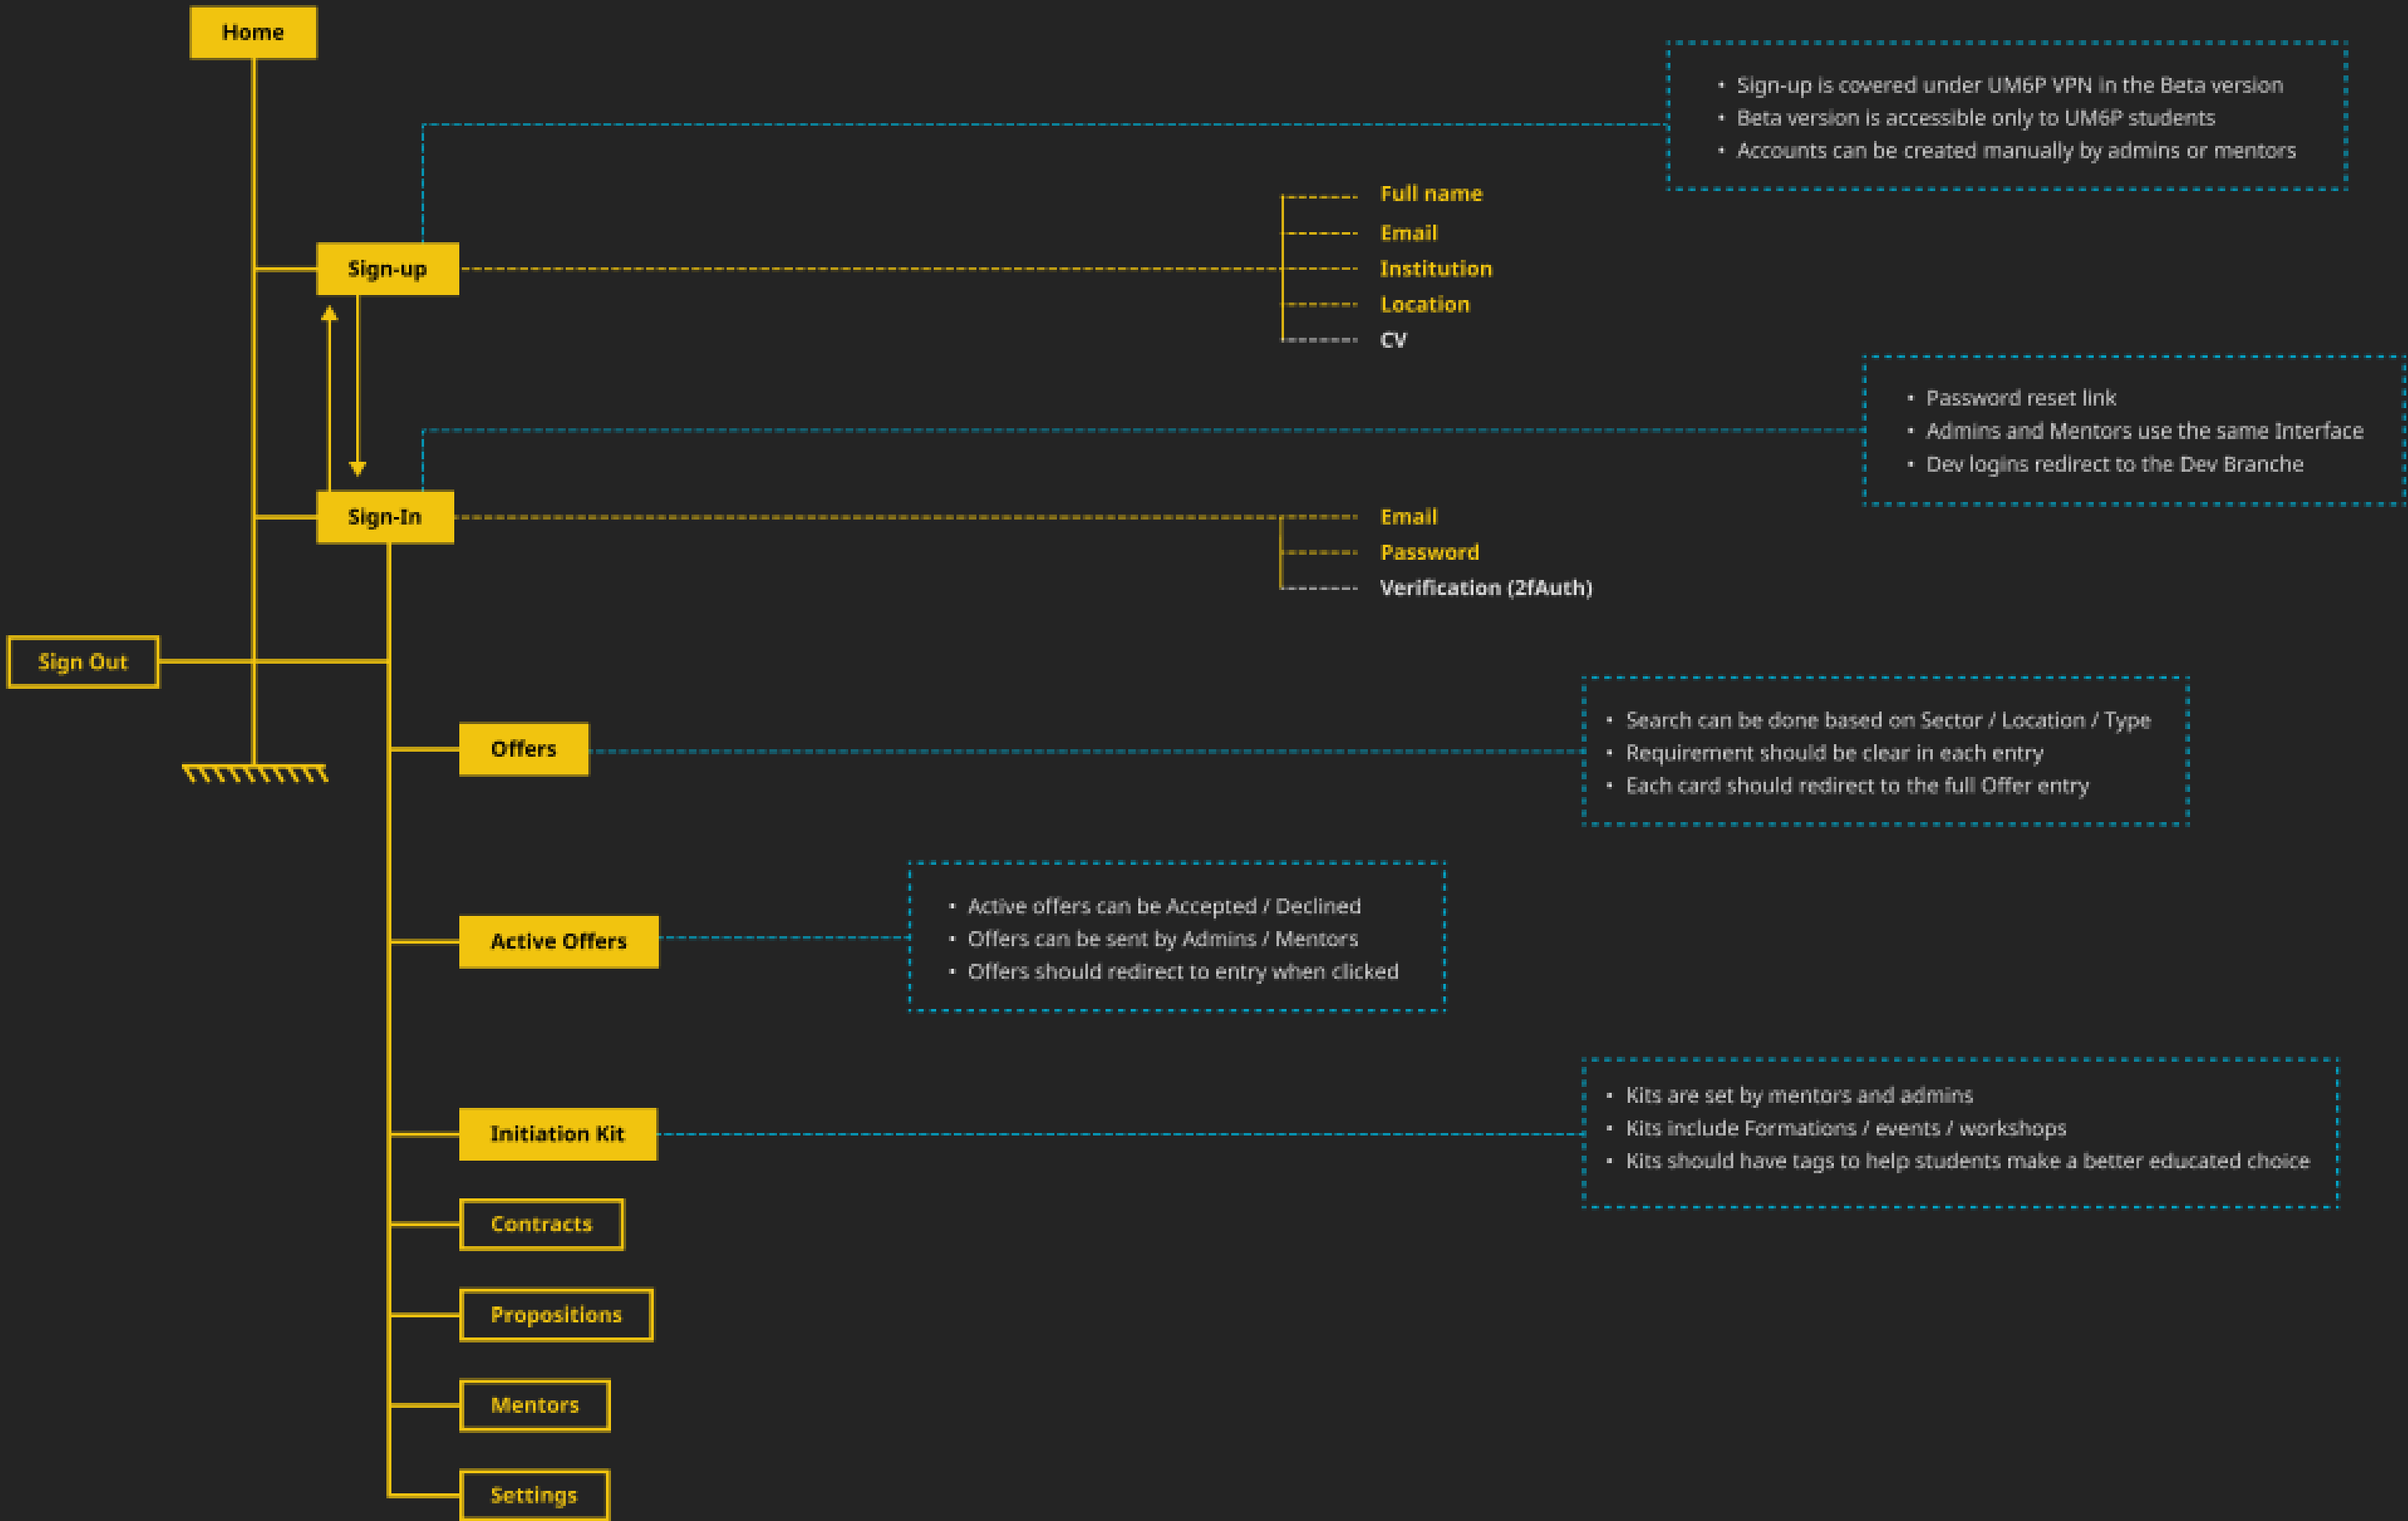 Home
• Sign-up is covered under UM6P VPN in the Beta version
• Beta version is accessible only to UM6P students
• Accounts can be created manually by admins or mentors
Sign-up
Full name
Email
Institution
Location
CV
• Password reset link
• Admins and Mentors use the same Interface
• Dev logins redirect to the Dev Branche
Sign-In
Email
Password
Verification (2fAuth)
Sign Out
Offers
• Search can be done based on Sector / Location / Type
• Requirement should be clear in each entry
• Each card should redirect to the full Offer entry
Active Offers
• Active offers can be Accepted / Declined
• Offers can be sent by Admins / Mentors
• Offers should redirect to entry when clicked
Initiation Kit
• Kits are set by mentors and admins
• Kits include Formations / events / workshops
• Kits should have tags to help students make a better educated choice
Contracts
Propositions
Mentors
Settings